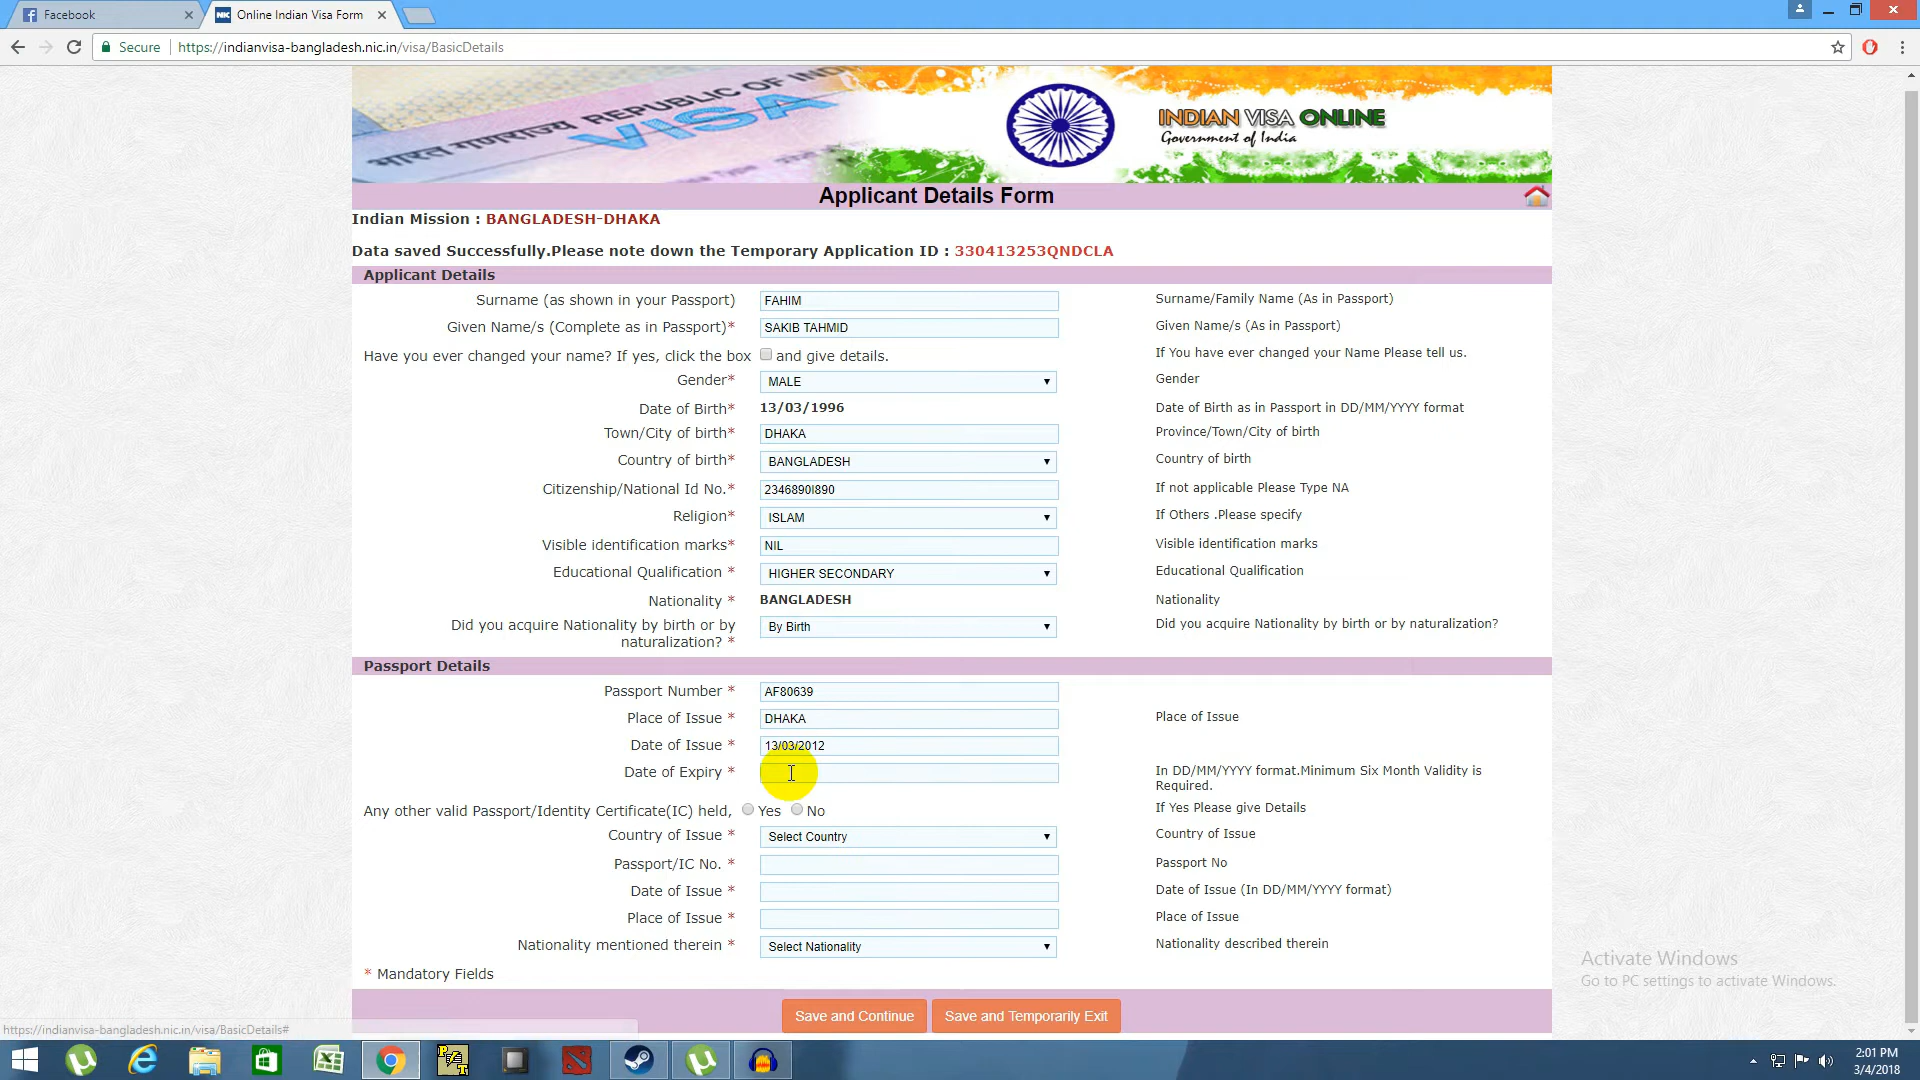 Facebook
Online Indian Visa Form
Secure
https://indianvisa-bangladesh.nic.in/visa/BasicDetails
भारत गणराज्य REPUBLIC OF IND
VISA
INDIAN VISA ONLINE
Government of India
Applicant Details Form
Indian Mission : BANGLADESH-DHAKA
Data saved Successfully.Please note down the Temporary Application ID : 330413253QNDCLA
Applicant Details
Surname (as shown in your Passport) FAHIM Surname/Family Name (As in Passport)
Given Name/s (Complete as in Passport)* SAKIB TAHMID Given Name/s (As in Passport)
Have you ever changed your name? If yes, click the box and give details. If You have ever changed your Name Please tell us.
Gender* MALE Gender
Date of Birth* 13/03/1996 Date of Birth as in Passport in DD/MM/YYYY format
Town/City of birth* DHAKA Province/Town/City of birth
Country of birth* BANGLADESH Country of birth
Citizenship/National Id No.* 2346890l890 If not applicable Please Type NA
Religion* ISLAM If Others .Please specify
Visible identification marks* NIL Visible identification marks
Educational Qualification * HIGHER SECONDARY Educational Qualification
Nationality * BANGLADESH Nationality
Did you acquire Nationality by birth or by By Birth Did you acquire Nationality by birth or by naturalization?
naturalization? *
Passport Details
Passport Number * AF80639
Place of Issue * DHAKA Place of Issue
Date of Issue * 13/03/2012
Date of Expiry * In DD/MM/YYYY format.Minimum Six Month Validity is
Required.
Any other valid Passport/Identity Certificate(IC) held, Yes No If Yes Please give Details
Country of Issue * Select Country Country of Issue
Passport/IC No. * Passport No
Date of Issue * Date of Issue (In DD/MM/YYYY format)
Place of Issue * Place of Issue
Nationality mentioned therein * Select Nationality Nationality described therein
* Mandatory Fields
Activate Windows
Go to PC settings to activate Windows.
Save and Continue Save and Temporarily Exit
https://indianvisa-bangladesh.nic.in/visa/BasicDetails#
2:01 PM
3/4/2018